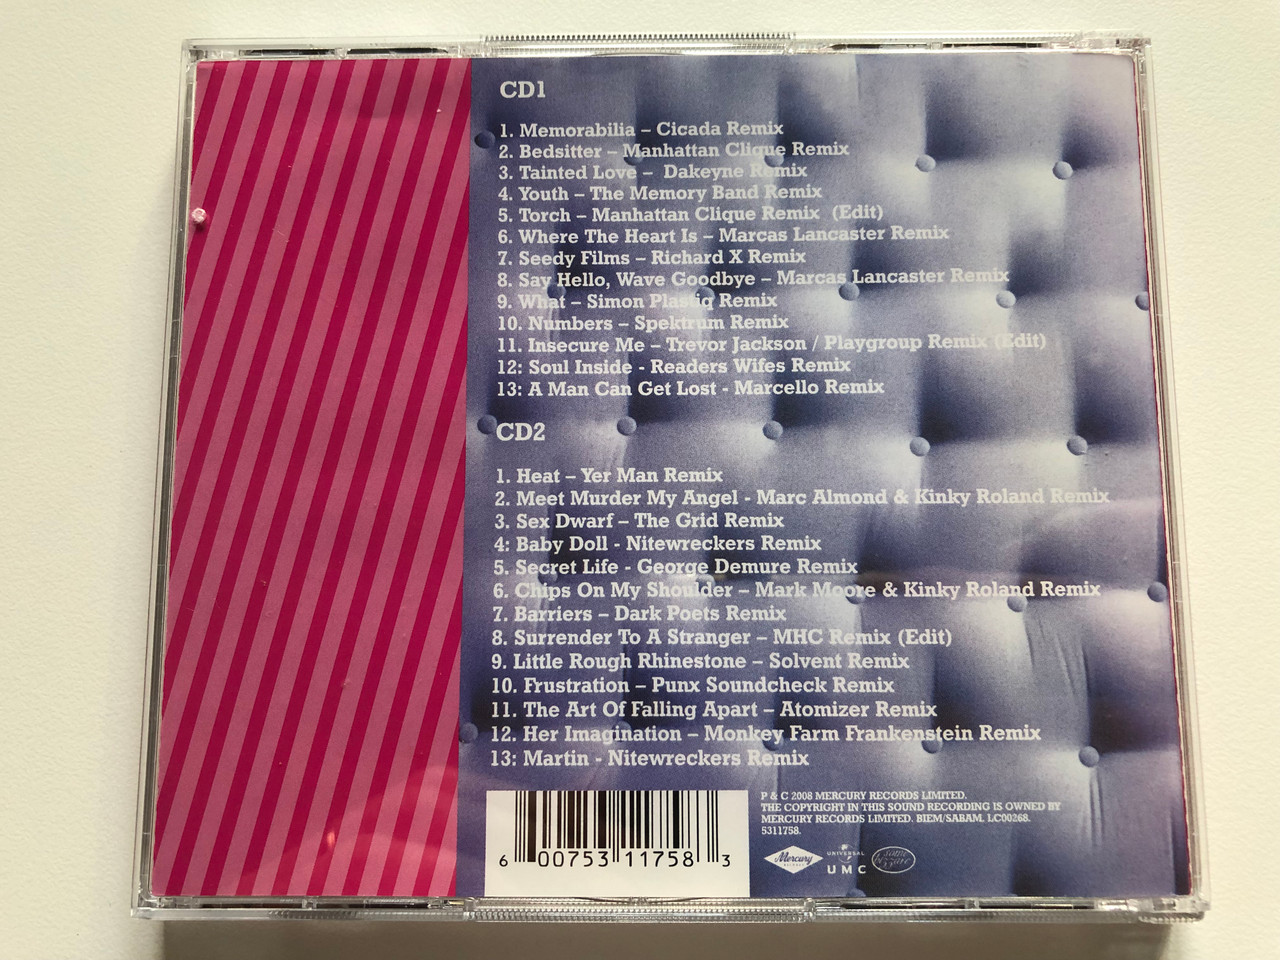 CD1
1. Memorabilia – Cicada Remix
2. Bedsitter – Manhattan Clique Remix
3. Tainted Love – Dakeyne Remix
4. Youth – The Memory Band Remix
5. Torch – Manhattan Clique Remix (Edit)
6. Where The Heart Is – Marcas Lancaster Remix
7. Seedy Films – Richard X Remix
8. Say Hello, Wave Goodbye – Marcas Lancaster Remix
9. What – Simon Plastiq Remix
10. Numbers – Spektrum Remix
11. Insecure Me – Trevor Jackson / Playgroup Remix (Edit)
12: Soul Inside - Readers Wifes Remix
13: A Man Can Get Lost - Marcello Remix
CD2
1. Heat – Yer Man Remix
2. Meet Murder My Angel - Marc Almond & Kinky Roland Remix
3. Sex Dwarf – The Grid Remix
4: Baby Doll - Nitewreckers Remix
5. Secret Life - George Demure Remix
6. Chips On My Shoulder – Mark Moore & Kinky Roland Remix
7. Barriers – Dark Poets Remix
8. Surrender To A Stranger – MHC Remix (Edit)
9. Little Rough Rhinestone – Solvent Remix
10. Frustration – Punx Soundcheck Remix
11. The Art Of Falling Apart – Atomizer Remix
12. Her Imagination – Monkey Farm Frankenstein Remix
13: Martin - Nitewreckers Remix
P & C 2008 MERCURY RECORDS LIMITED.
THE COPYRIGHT IN THIS SOUND RECORDING IS OWNED BY
MERCURY RECORDS LIMITED. BIEM/SABAM. LC00268.
5311758.
6 00753 11758 3
Mercury
RECORDS
UNIVERSAL
UMC
some bizzare